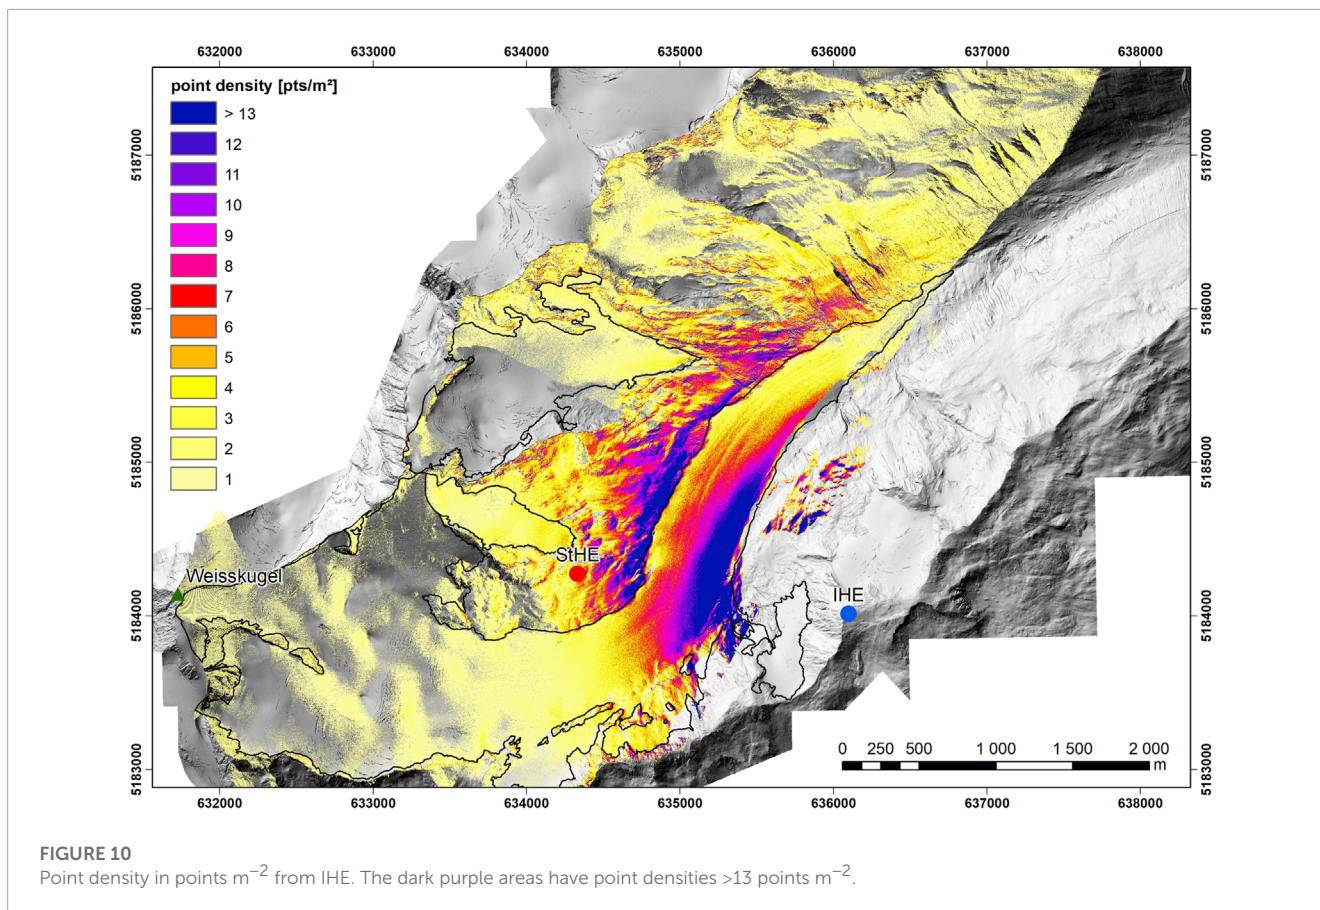 632000 633000 634000 635000 636000 637000 638000
point density [pts/m²]
> 13
12
11
10
9
8
7
6
5
4
3
2
1
5187000
5186000
5185000
5184000
5183000
5187000
5186000
5185000
5184000
5183000
StHE
Weisskugel
IHE
0 250 500 1 000 1 500 2 000
m
632000 633000 634000 635000 636000 637000 638000
FIGURE 10
Point density in points m⁻² from IHE. The dark purple areas have point densities >13 points m⁻².